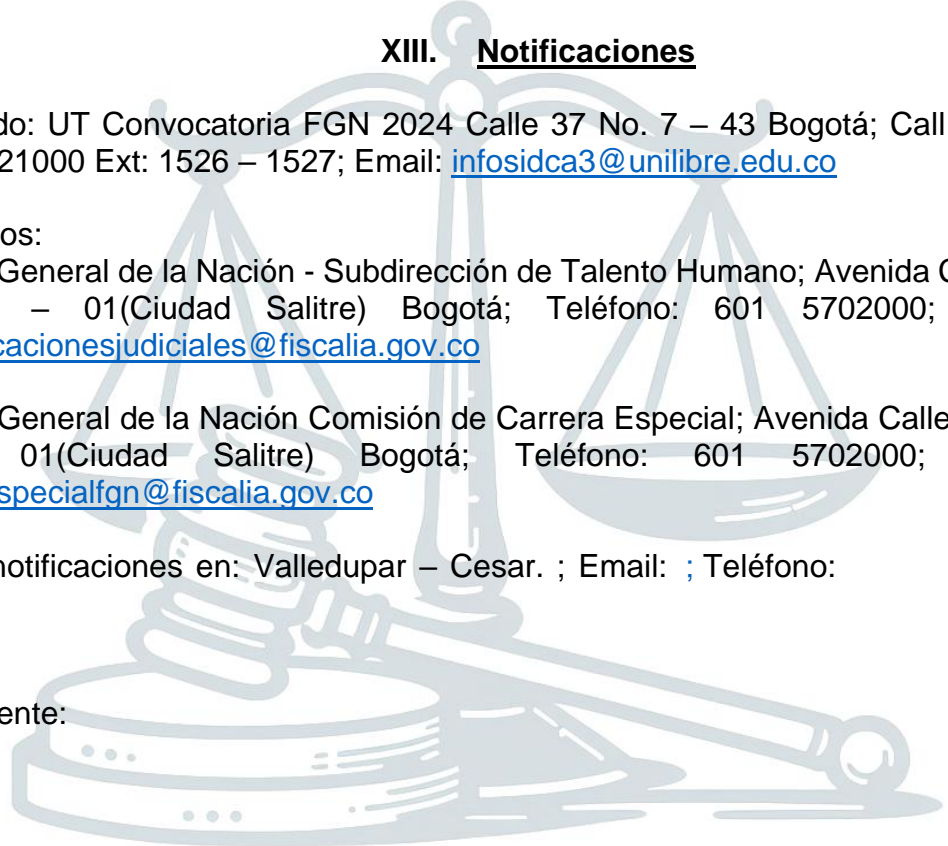 XIII. Notificaciones
do: UT Convocatoria FGN 2024 Calle 37 No. 7 – 43 Bogotá; Call
21000 Ext: 1526 – 1527; Email: infosidca3@unilibre.edu.co
os:
General de la Nación - Subdirección de Talento Humano; Avenida C
– 01(Ciudad Salitre) Bogotá; Teléfono: 601 5702000;
cacionesjudiciales@fiscalia.gov.co
General de la Nación Comisión de Carrera Especial; Avenida Calle
01(Ciudad Salitre) Bogotá; Teléfono: 601 5702000;
specialfgn@fiscalia.gov.co
notificaciones en: Valledupar – Cesar. ; Email: ; Teléfono:
ente: